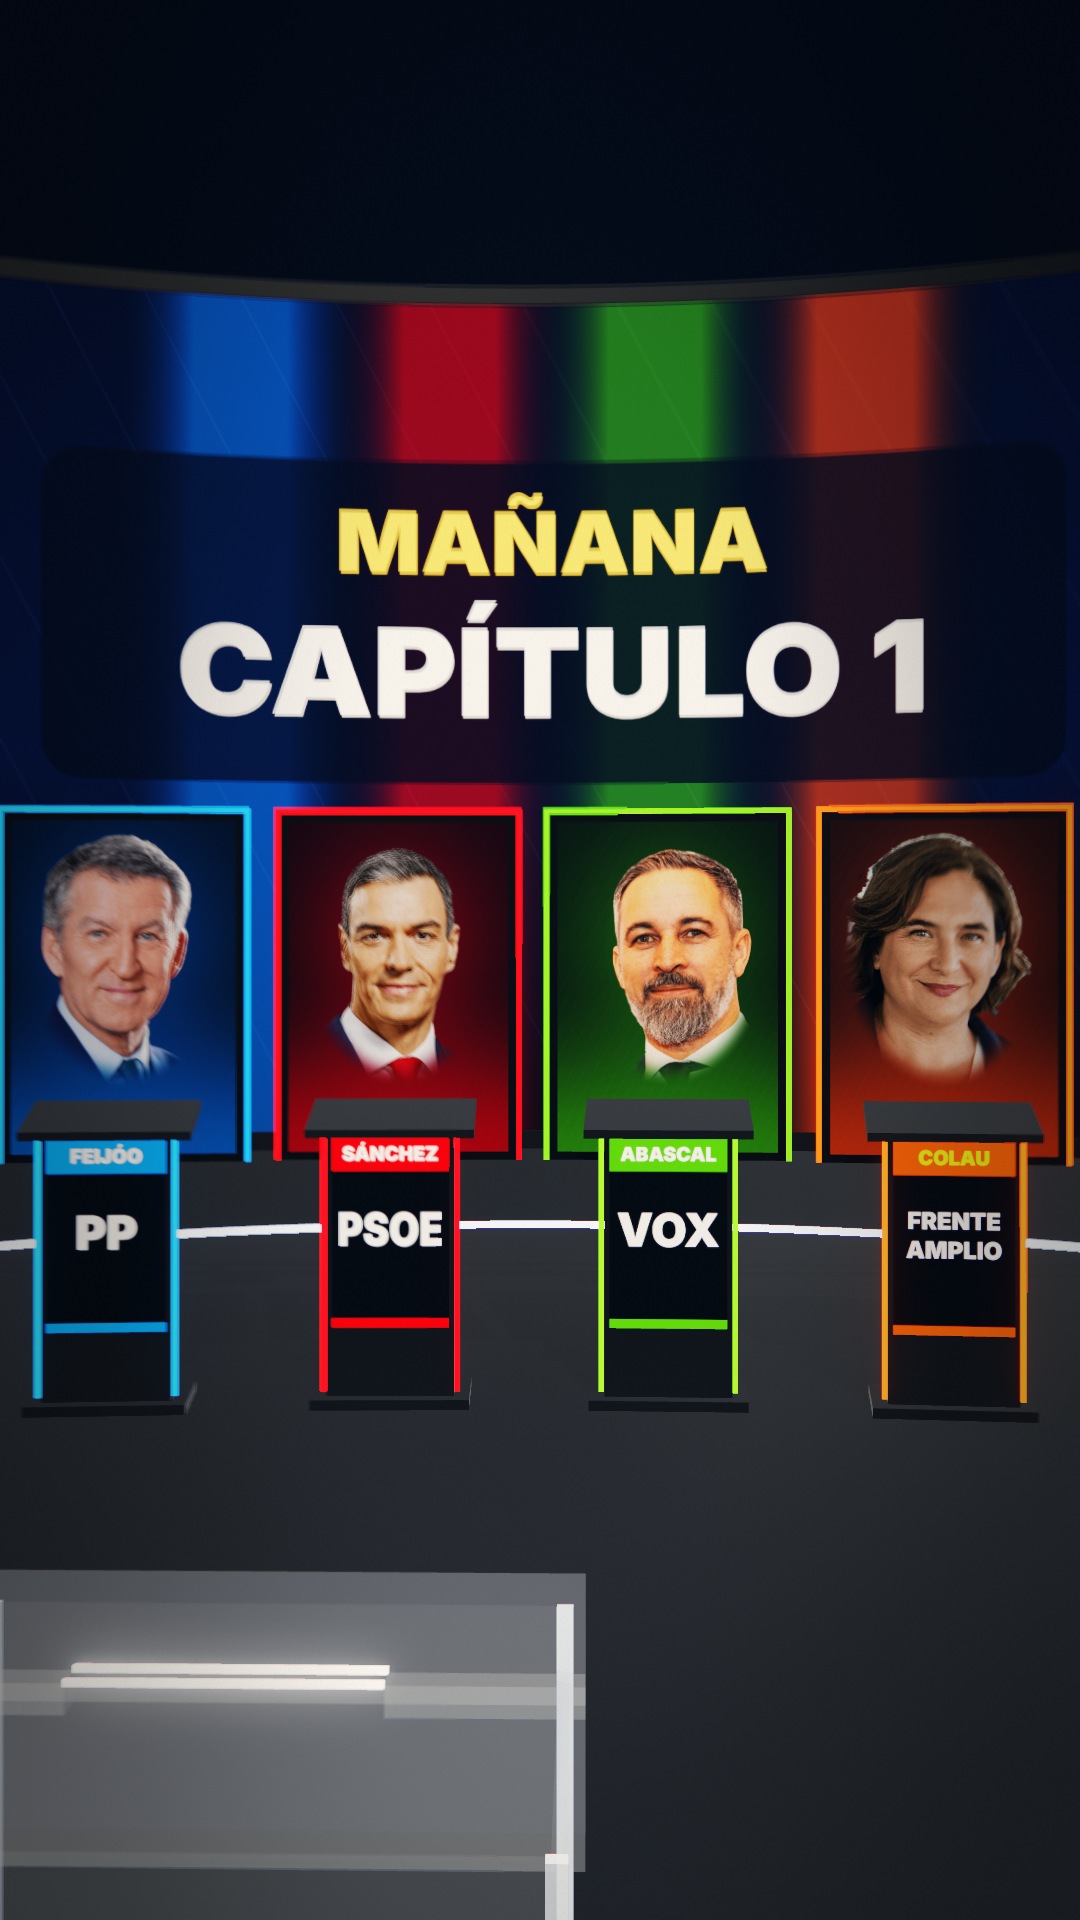 MAÑANA
CAPÍTULO 1
FEIJÓO
SÁNCHEZ
ABASCAL
COLAU
PP
PSOE
VOX
FRENTE
AMPLIO